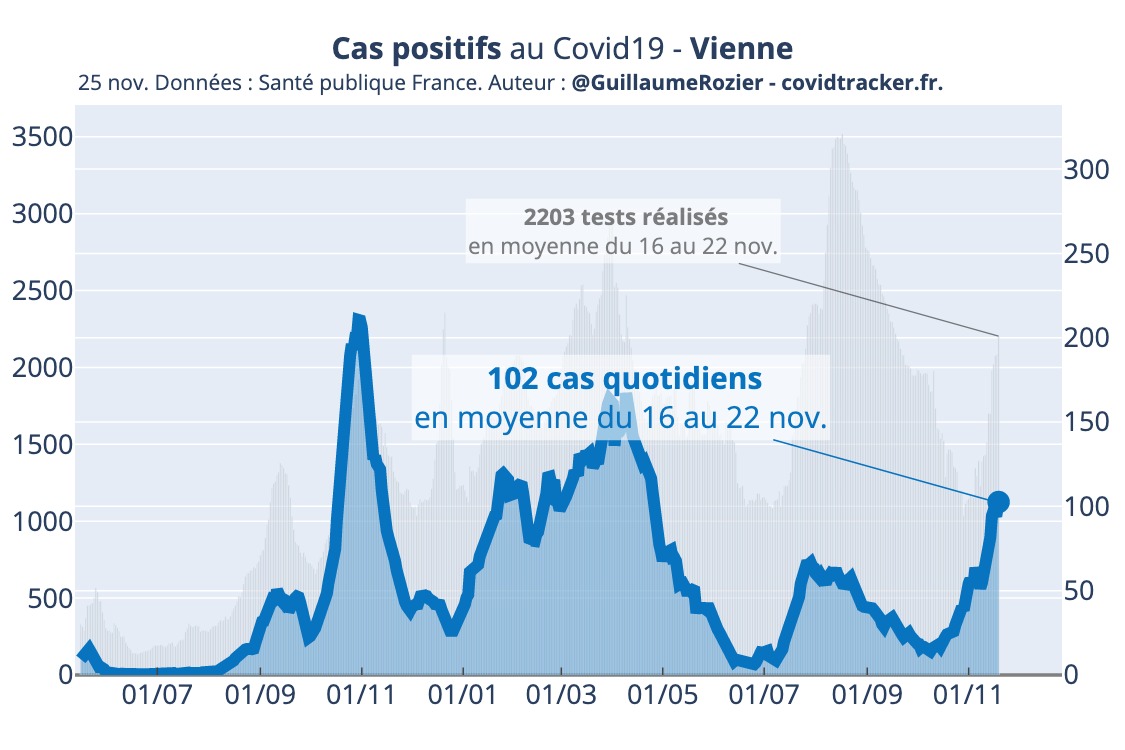 Cas positifs au Covid19 - Vienne
25 nov. Données : Santé publique France. Auteur : @GuillaumeRozier - covidtracker.fr.
3500
3000
2500
2000
1500
1000
500
0
300
250
200
150
100
50
0
2203 tests réalisés
en moyenne du 16 au 22 nov.
102 cas quotidiens
en moyenne du 16 au 22 nov.
01/07 01/09 01/11 01/01 01/03 01/05 01/07 01/09 01/11